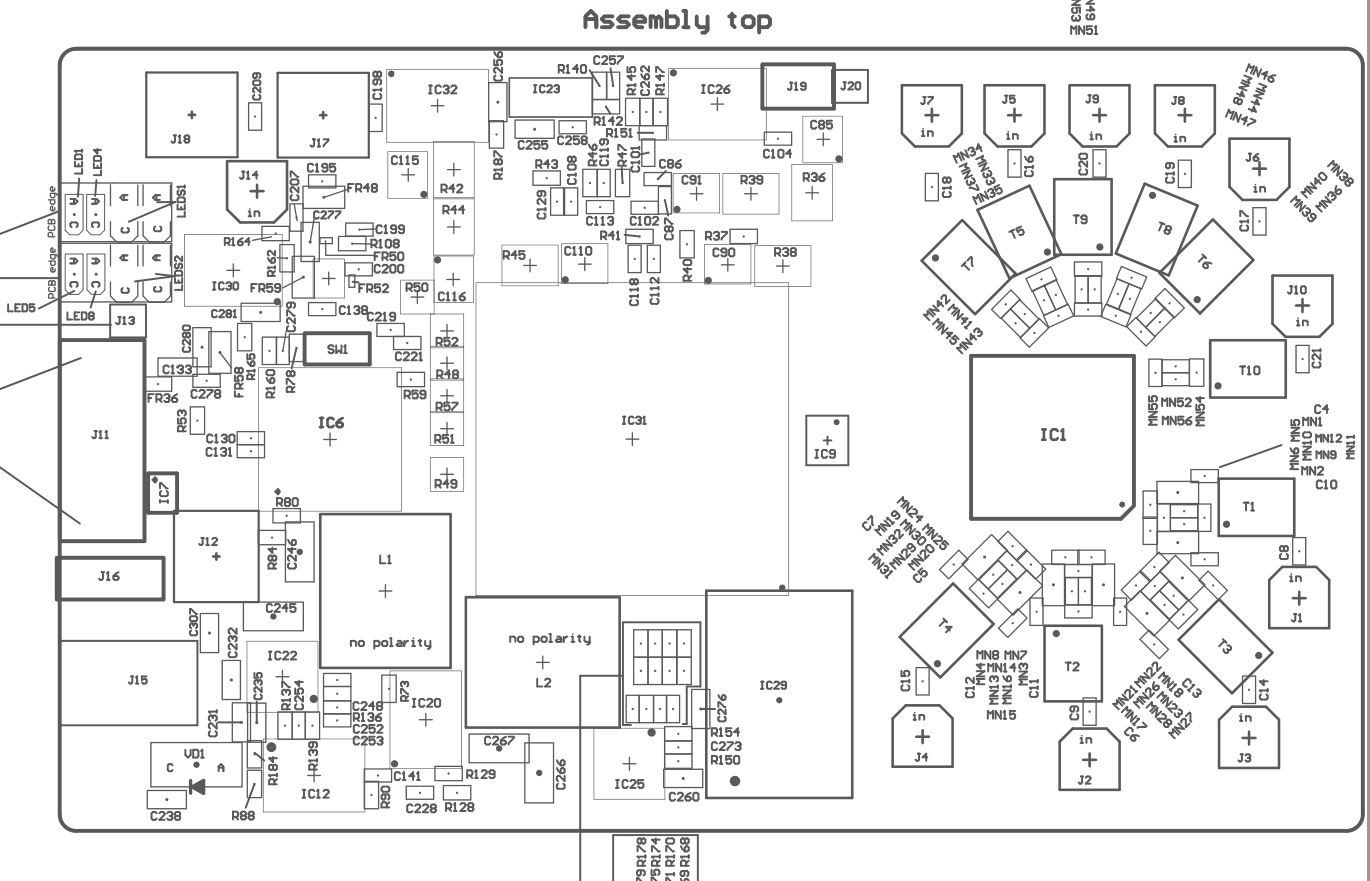 Assembly top
MN51
J18
C209
J17
C198
IC32
C256
IC23
R140
C257
R142
R145
C262
R147
IC26
J19
J20
J7
in
J5
in
J9
in
J8
in
MN46
MN44
MN48
MN47
R187
C255
C258
R151
C101
C104
C85
LED1
LED4
LEDS1
A
C
A
C
A
C
A
C
J14
in
C207
C195
FR48
C277
C115
R42
R43
C108
C129
R46
C119
R47
C86
C91
R39
R36
C113
C102
C87
MN34
MN33
MN37
MN35
C16
C20
C19
C18
J6
in
C17
MN38
MN40
MN36
MN39
PCB edge
R164
C199
R108
FR50
R162
C200
FR59
FR52
R44
R45
C110
R41
R40
R37
C90
R38
C118
C112
T5
T9
T8
T7
T6
PCB edge
LEDS2
A
C
A
C
C
C
LED5
LED8
IC30
C281
C279
C138
R50
C116
C219
C221
MN42
MN41
MN45
MN43
J10
in
C21
J13
C280
FR58
R165
R160
R78
SW1
R52
R48
R59
R57
R51
R49
C133
C278
FR36
R53
C130
C131
IC6
IC31
IC9
IC1
T10
MN55
MN52
MN54
MN56
C4
MN1
MN5
MN12
MN11
MN10
MN6
MN9
MN2
C10
J11
IC7
R80
R84
C246
J12
J16
L1
no polarity
C7
MN24
MN19
MN25
MN30
MN32
MN20
MN29
MN31
C5
T1
C8
in
J1
C307
C232
C245
J15
IC22
C235
R137
C254
C231
C248
R136
C252
C253
R73
IC20
no polarity
L2
IC29
C276
R154
C273
R150
T4
T2
T3
C15
C12
MN8
MN7
MN4
MN14
MN3
MN13
MN16
MN15
C11
C9
MN22
MN18
C13
MN21
MN26
MN23
MN17
MN28
MN27
C6
C14
VD1
C
A
C238
R184
R139
R88
IC12
C141
R90
C228
R129
R128
C267
C266
IC25
C260
in
J4
in
J2
in
J3
R178
R174
R170
R168